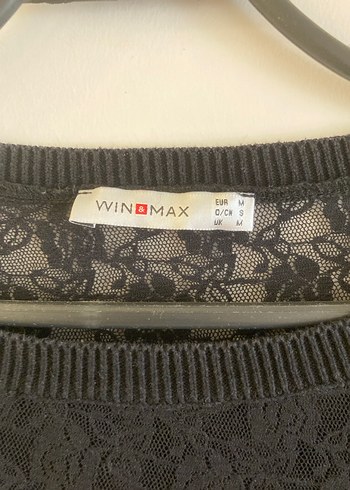 WIN&MAX
EUR M
D/CH S
UK M